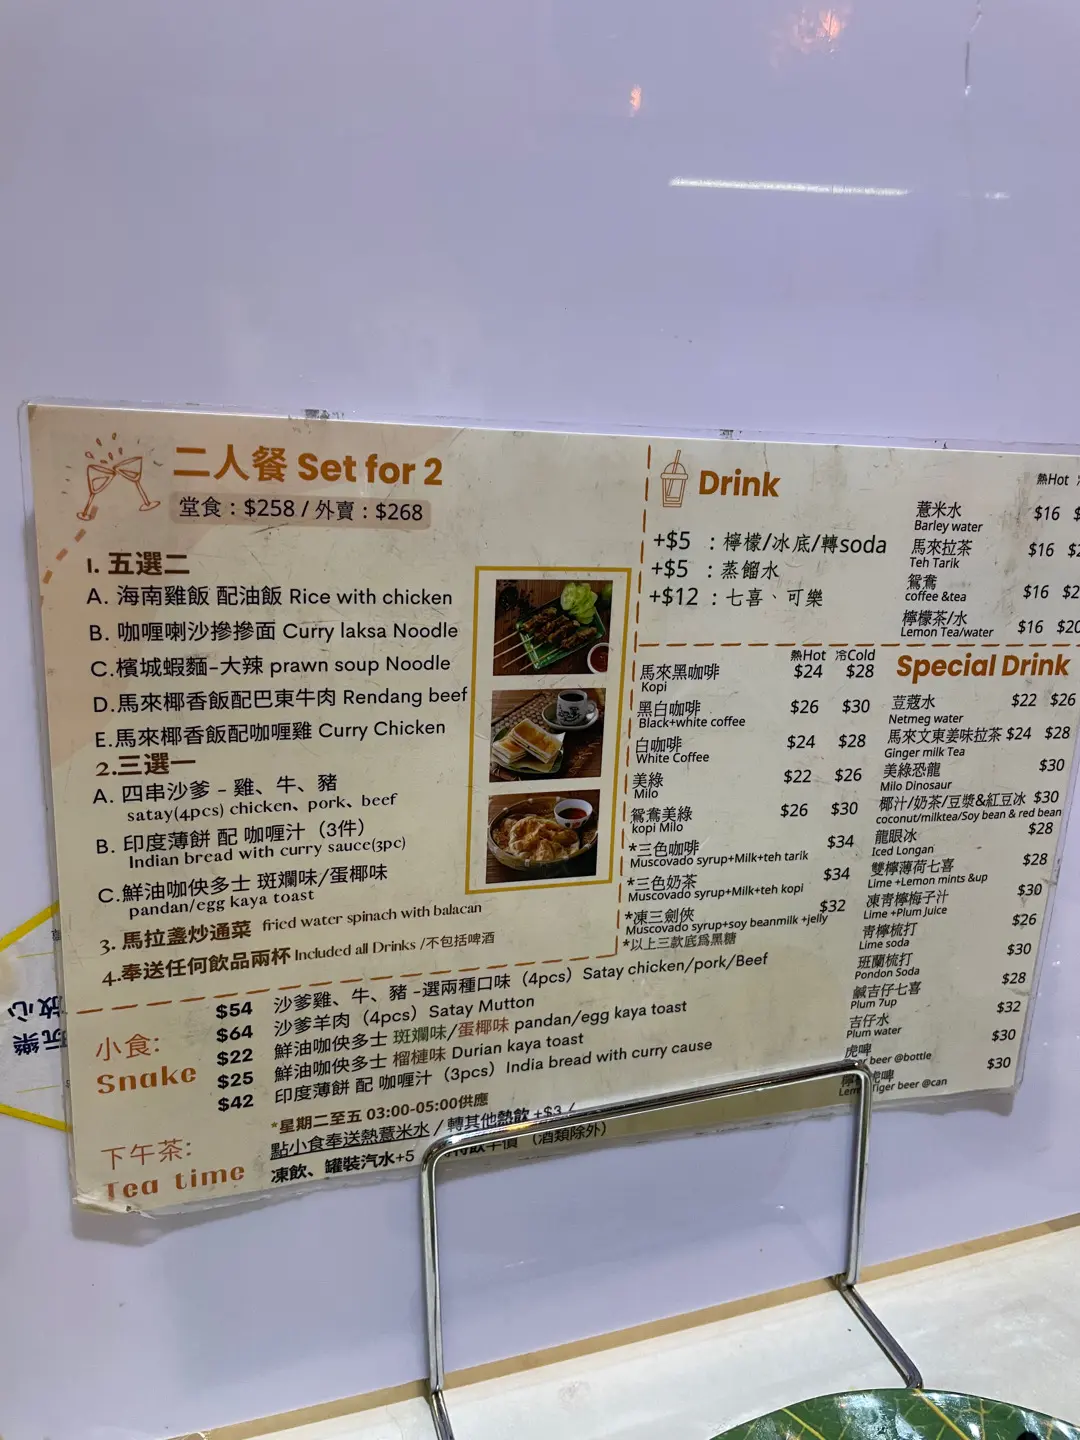 二人餐 Set for 2
堂食：$258 / 外賣：$268
1. 五選二
A. 海南雞飯 配油飯 Rice with chicken
B. 咖喱喇沙摻摻面 Curry laksa Noodle
C.檳城蝦麵-大辣 prawn soup Noodle
D.馬來椰香飯配巴東牛肉 Rendang beef
E.馬來椰香飯配咖喱雞 Curry Chicken
2.三選一
A. 四串沙爹 - 雞、牛、豬
satay(4pcs) chicken、pork、beef
B. 印度薄餅 配 咖喱汁（3件）
Indian bread with curry sauce(3pc)
C.鮮油咖佒多士 斑斕味/蛋椰味
pandan/egg kaya toast
3. 馬拉盞炒通菜 fried water spinach with balacan
4.奉送任何飲品兩杯 Included all Drinks /不包括啤酒
小食:
Snake
$54 沙爹雞、牛、豬 -選兩種口味（4pcs）Satay chicken/pork/Beef
$64 沙爹羊肉（4pcs）Satay Mutton
$22 鮮油咖佒多士 斑斕味/蛋椰味 pandan/egg kaya toast
$25 鮮油咖佒多士 榴槤味 Durian kaya toast
$42 印度薄餅 配 咖喱汁（3pcs）India bread with curry cause
下午茶:
Tea time
*星期二至五 03:00-05:00供應
點小食奉送熱薏米水 / 轉其他熱飲 +$3 /
凍飲、罐裝汽水+5 飲半價（酒類除外）
Drink
+$5 ：檸檬/冰底/轉soda
+$5 ：蒸餾水
+$12 ：七喜、可樂
熱Hot
薏米水 $16
Barley water
馬來拉茶 $16
Teh Tarik
鴛鴦 $16
coffee &tea
檸檬茶/水 $16 $20
Lemon Tea/water
熱Hot 冷Cold
馬來黑咖啡 $24 $28
Kopi
黑白咖啡 $26 $30
Black+white coffee
白咖啡 $24 $28
White Coffee
美綠 $22 $26
Milo
鴛鴦美綠 $26 $30
kopi Milo
*三色咖啡 $34
Muscovado syrup+Milk+teh tarik
*三色奶茶 $34
Muscovado syrup+Milk+teh kopi
*凍三劍俠 $32
Muscovado syrup+soy beanmilk +jelly
*以上三款底爲黑糖
Special Drink
荳蔻水 $22 $26
Netmeg water
馬來文東姜味拉茶 $24 $28
Ginger milk Tea
美綠恐龍 $30
Milo Dinosaur
椰汁/奶茶/豆漿&紅豆冰 $30
coconut/milktea/Soy bean & red bean
龍眼冰 $28
Iced Longan
雙檸薄荷七喜 $28
Lime +Lemon mints &up
凍青檸梅子汁 $30
Lime +Plum Juice
青檸梳打 $26
Lime soda
班蘭梳打 $30
Pondon Soda
鹹吉仔七喜 $28
Plum 7up
吉仔水 $32
Plum water
虎啤 $30
beer @bottle
虎啤 $30
Tiger beer @can